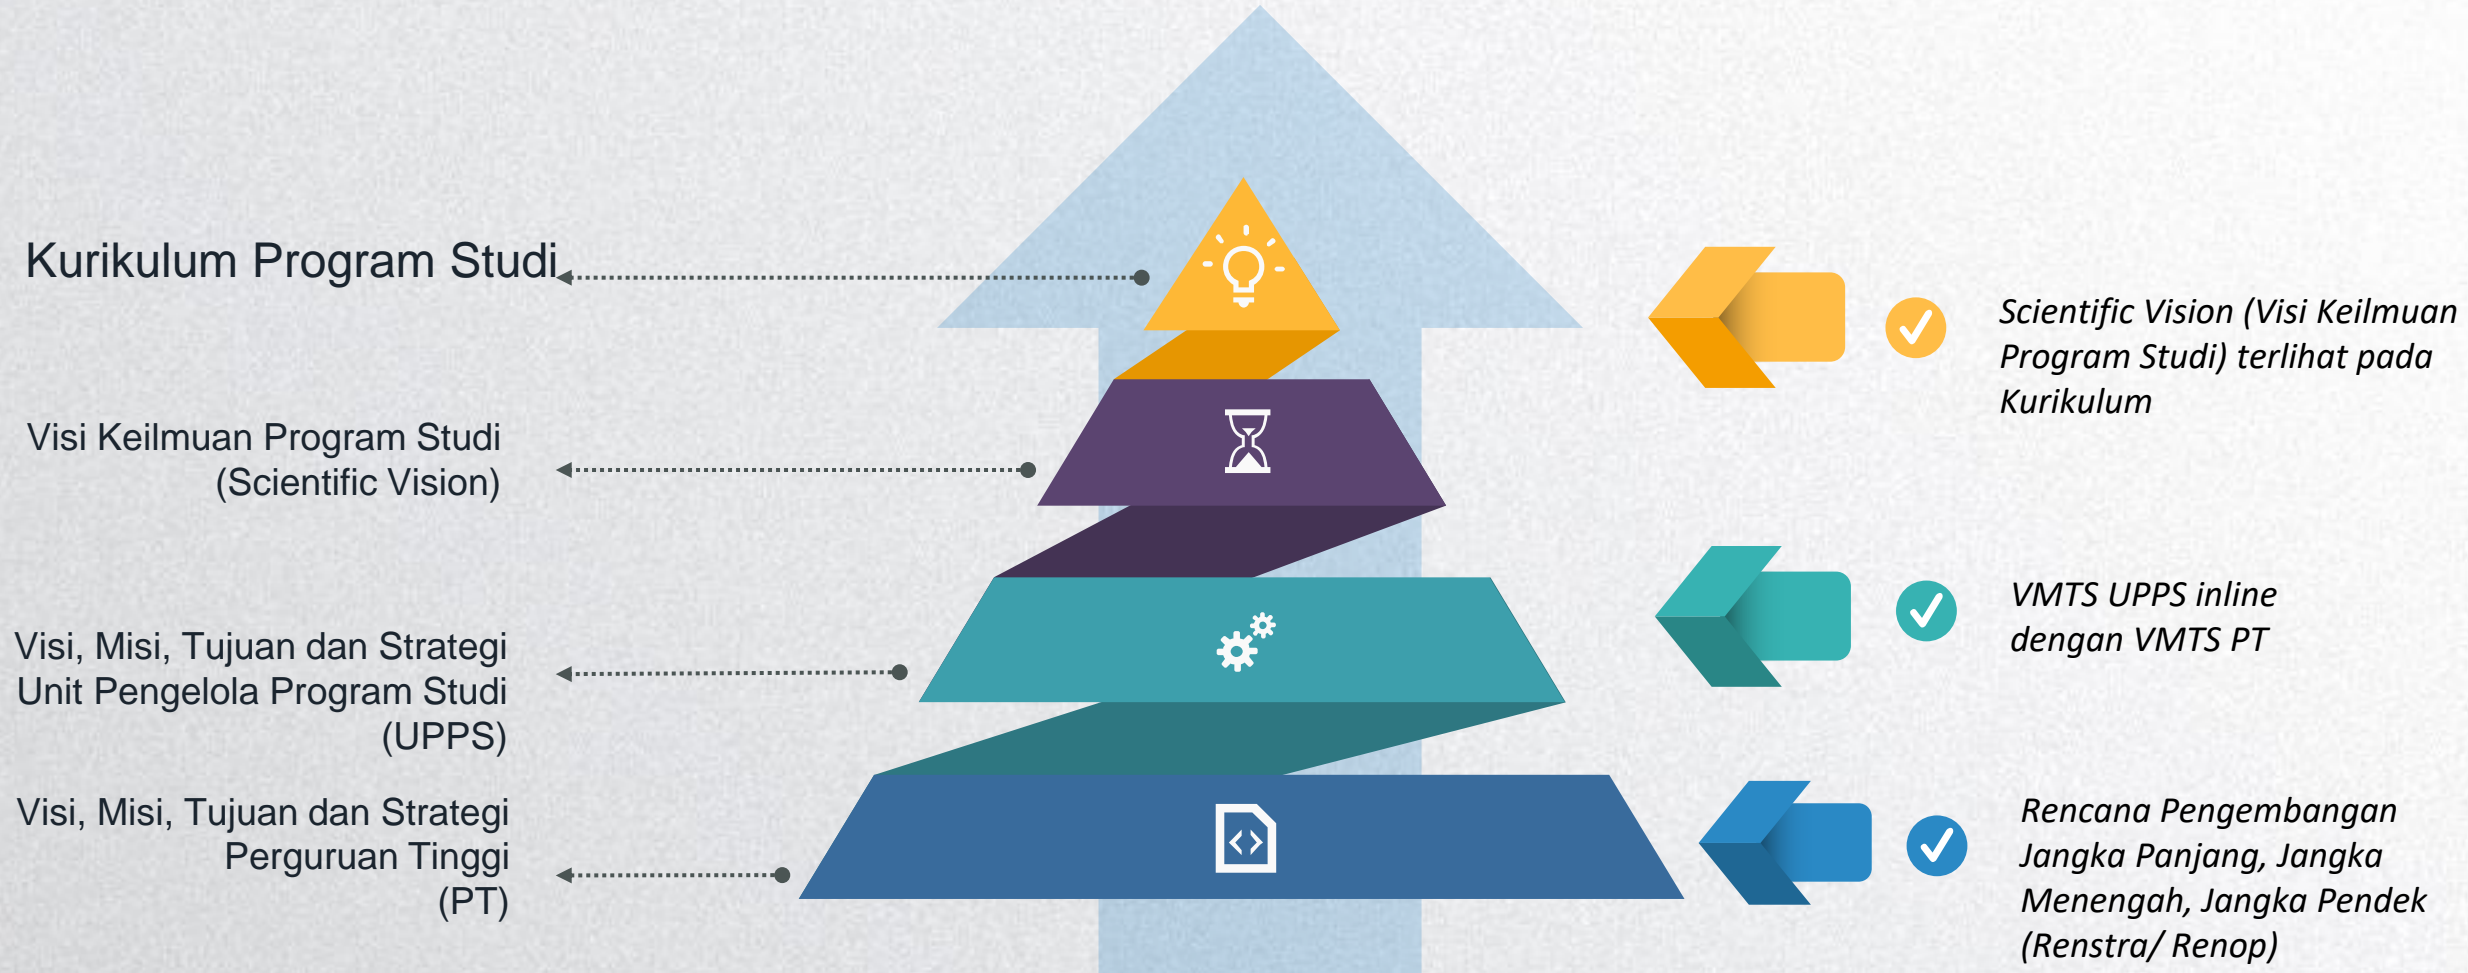 Kurikulum Program Studi
Scientific Vision (Visi Keilmuan
Program Studi) terlihat pada
Kurikulum
Visi Keilmuan Program Studi
(Scientific Vision)
VMTS UPPS inline
dengan VMTS PT
Visi, Misi, Tujuan dan Strategi
Unit Pengelola Program Studi
(UPPS)
Visi, Misi, Tujuan dan Strategi
Perguruan Tinggi
(PT)
Rencana Pengembangan
Jangka Panjang, Jangka
Menengah, Jangka Pendek
(Renstra/ Renop)